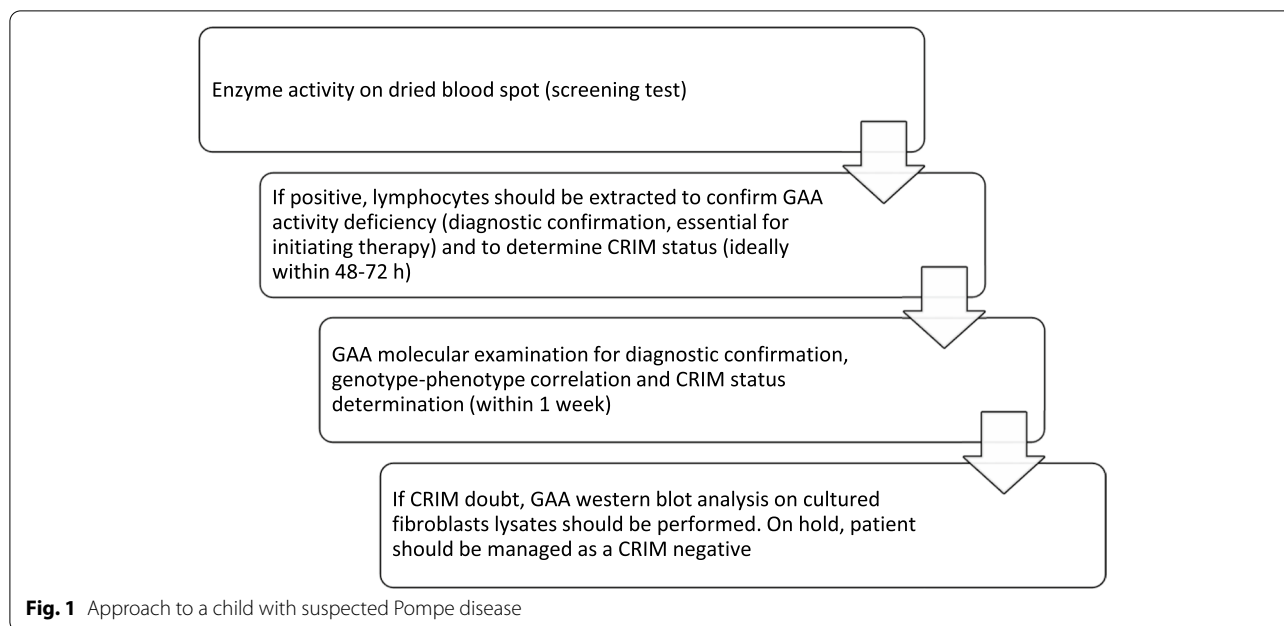 Enzyme activity on dried blood spot (screening test)
If positive, lymphocytes should be extracted to confirm GAA
activity deficiency (diagnostic confirmation, essential for
initiating therapy) and to determine CRIM status (ideally
within 48-72 h)
GAA molecular examination for diagnostic confirmation,
genotype-phenotype correlation and CRIM status
determination (within 1 week)
If CRIM doubt, GAA western blot analysis on cultured
fibroblasts lysates should be performed. On hold, patient
should be managed as a CRIM negative
Fig. 1 Approach to a child with suspected Pompe disease